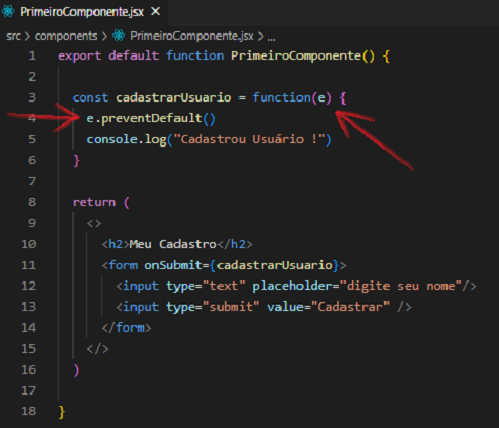 PrimeiroComponente.jsx ×
src > components > PrimeiroComponente.jsx > ...
1 export default function PrimeiroComponente() {
2
3 const cadastrarUsuario = function(e) {
4 e.preventDefault()
5 console.log("Cadastrou Usuário !")
6 }
7
8 return (
9 <>
10 <h2>Meu Cadastro</h2>
11 <form onSubmit={cadastrarUsuario}>
12 <input type="text" placeholder="digite seu nome"/>
13 <input type="submit" value="Cadastrar" />
14 </form>
15 </>
16 )
17
18 }